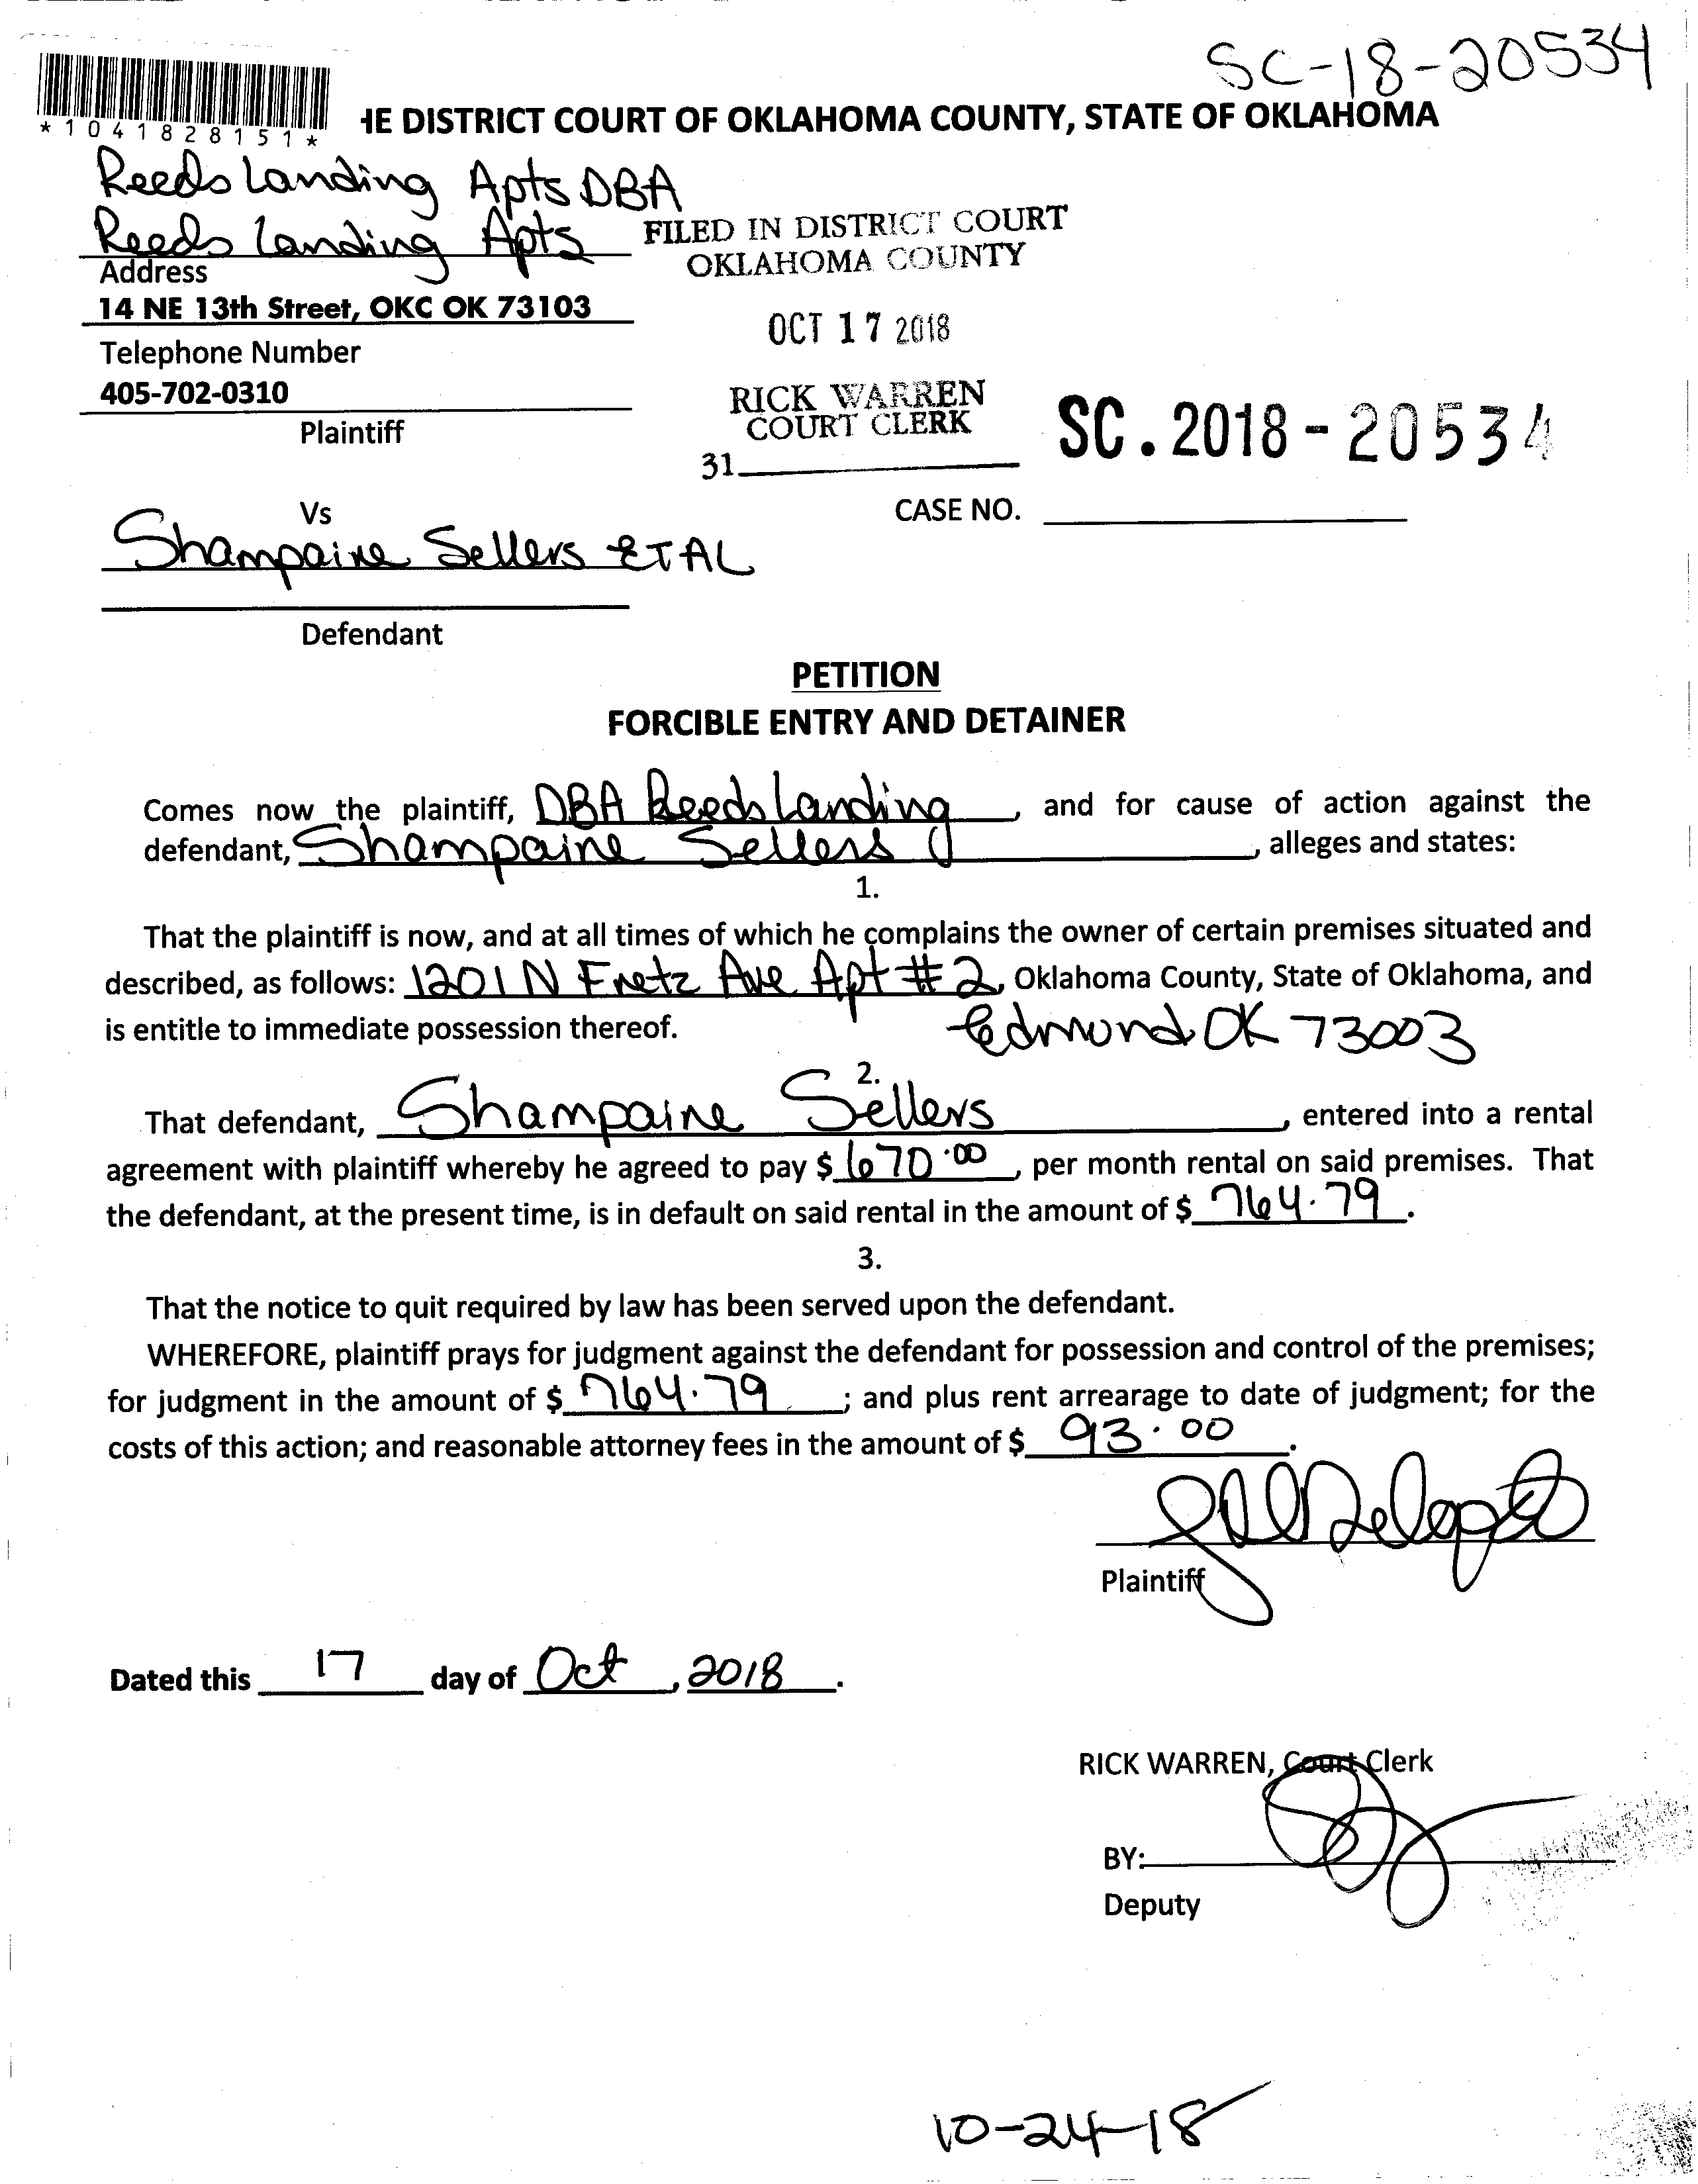 SC-18-20534
*1041828151*
HE DISTRICT COURT OF OKLAHOMA COUNTY, STATE OF OKLAHOMA
Reeds Landing Apts DBA
Reeds Landing Apts
FILED IN DISTRICT COURT
OKLAHOMA COUNTY
Address
14 NE 13th Street, OKC OK 73103
OCT 17 2018
Telephone Number
405-702-0310
RICK WARREN
COURT CLERK
Plaintiff
SC. 2018 - 20534
31
Vs
CASE NO.
Shampaine Sellers ETAL
Defendant
PETITION
FORCIBLE ENTRY AND DETAINER
Comes now the plaintiff, DBA Reeds Landing, and for cause of action against the
defendant, Shampaine Sellers, alleges and states:
1.
That the plaintiff is now, and at all times of which he complains the owner of certain premises situated and
described, as follows: 1201 N Fretz Ave Apt #2, Oklahoma County, State of Oklahoma, and
is entitle to immediate possession thereof. Edmond OK 73003
2.
That defendant, Shampaine Sellers, entered into a rental
agreement with plaintiff whereby he agreed to pay $ 670.00, per month rental on said premises. That
the defendant, at the present time, is in default on said rental in the amount of $ 764.79.
3.
That the notice to quit required by law has been served upon the defendant.
WHEREFORE, plaintiff prays for judgment against the defendant for possession and control of the premises;
for judgment in the amount of $ 764.79; and plus rent arrearage to date of judgment; for the
costs of this action; and reasonable attorney fees in the amount of $ 93.00.
Plaintiff
Dated this 17 day of Oct, 2018.
RICK WARREN, Court Clerk
BY:
Deputy
10-24-18